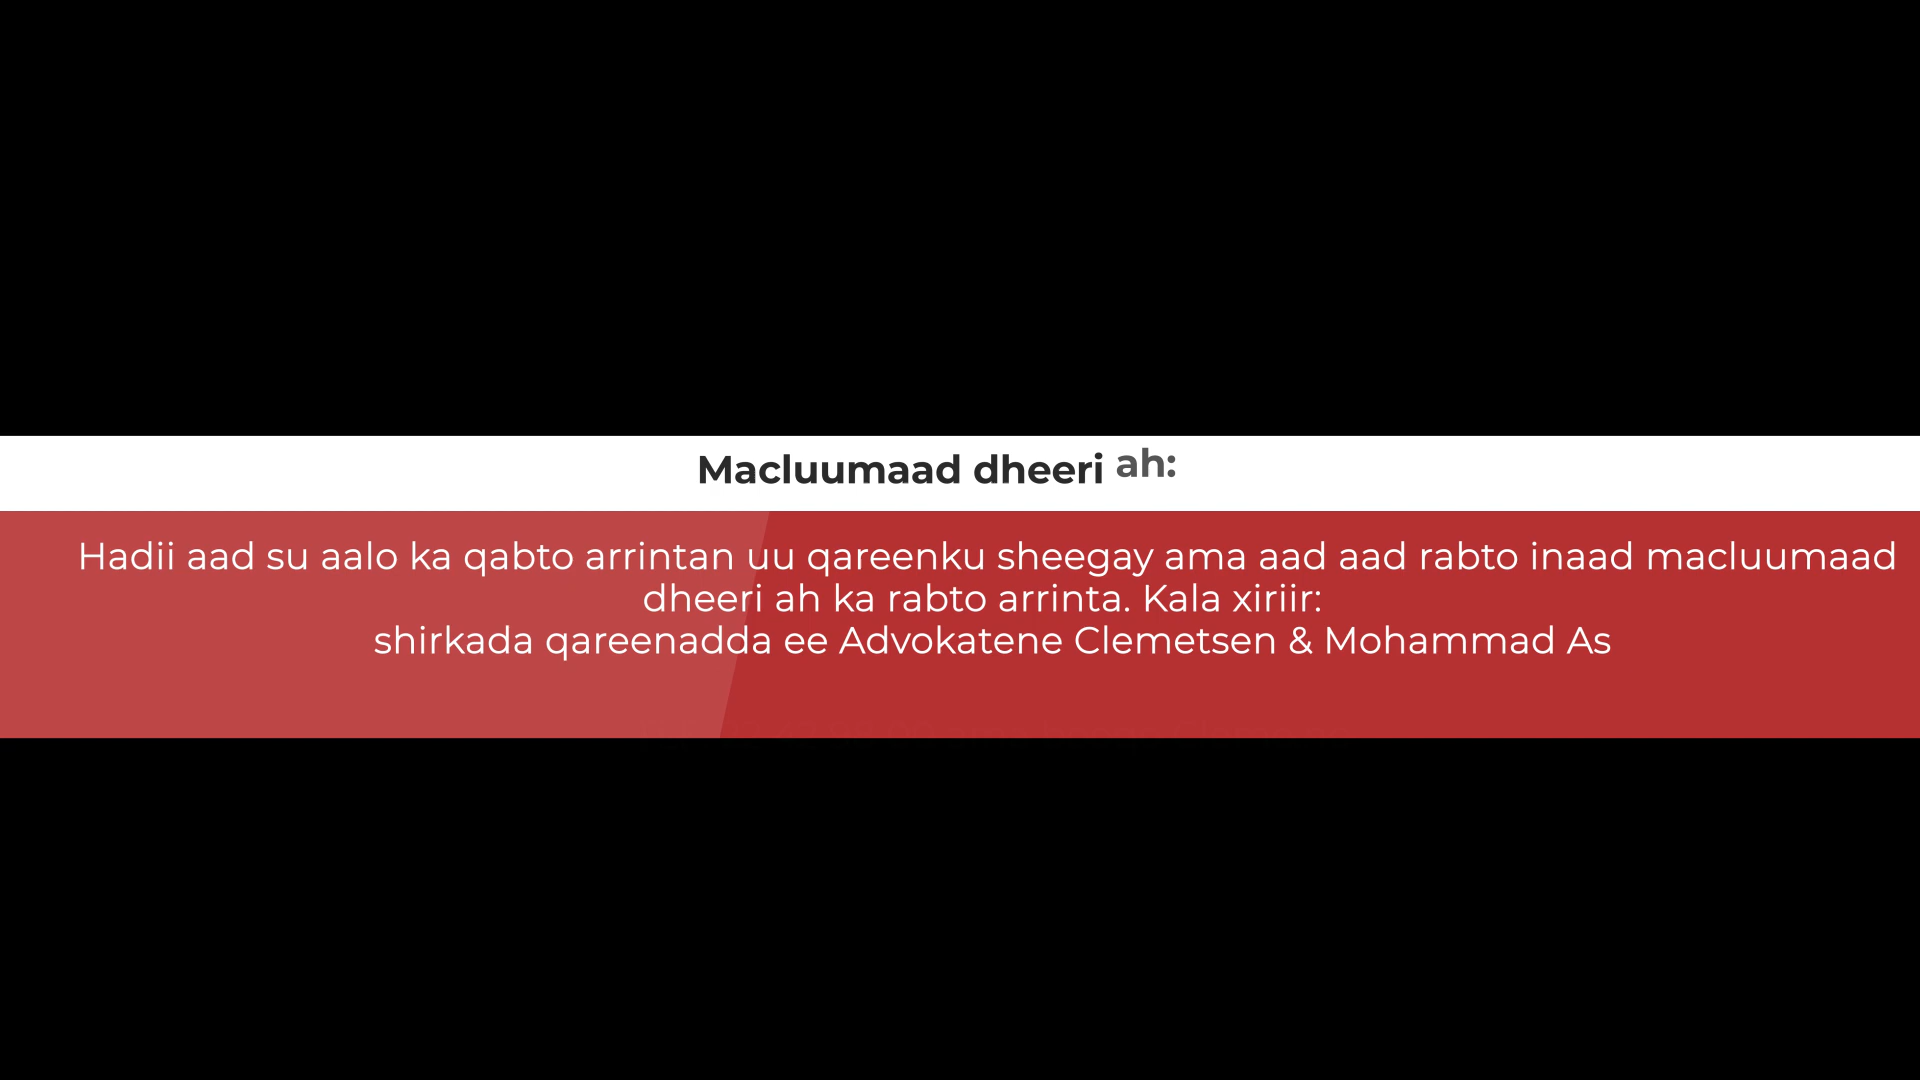 Macluumaad dheeri ah:
Hadii aad su aalo ka qabto arrintan uu qareenku sheegay ama aad aad rabto inaad macluumaad
dheeri ah ka rabto arrinta. Kala xiriir:
shirkada qareenadda ee Advokatene Clemetsen & Mohammad As